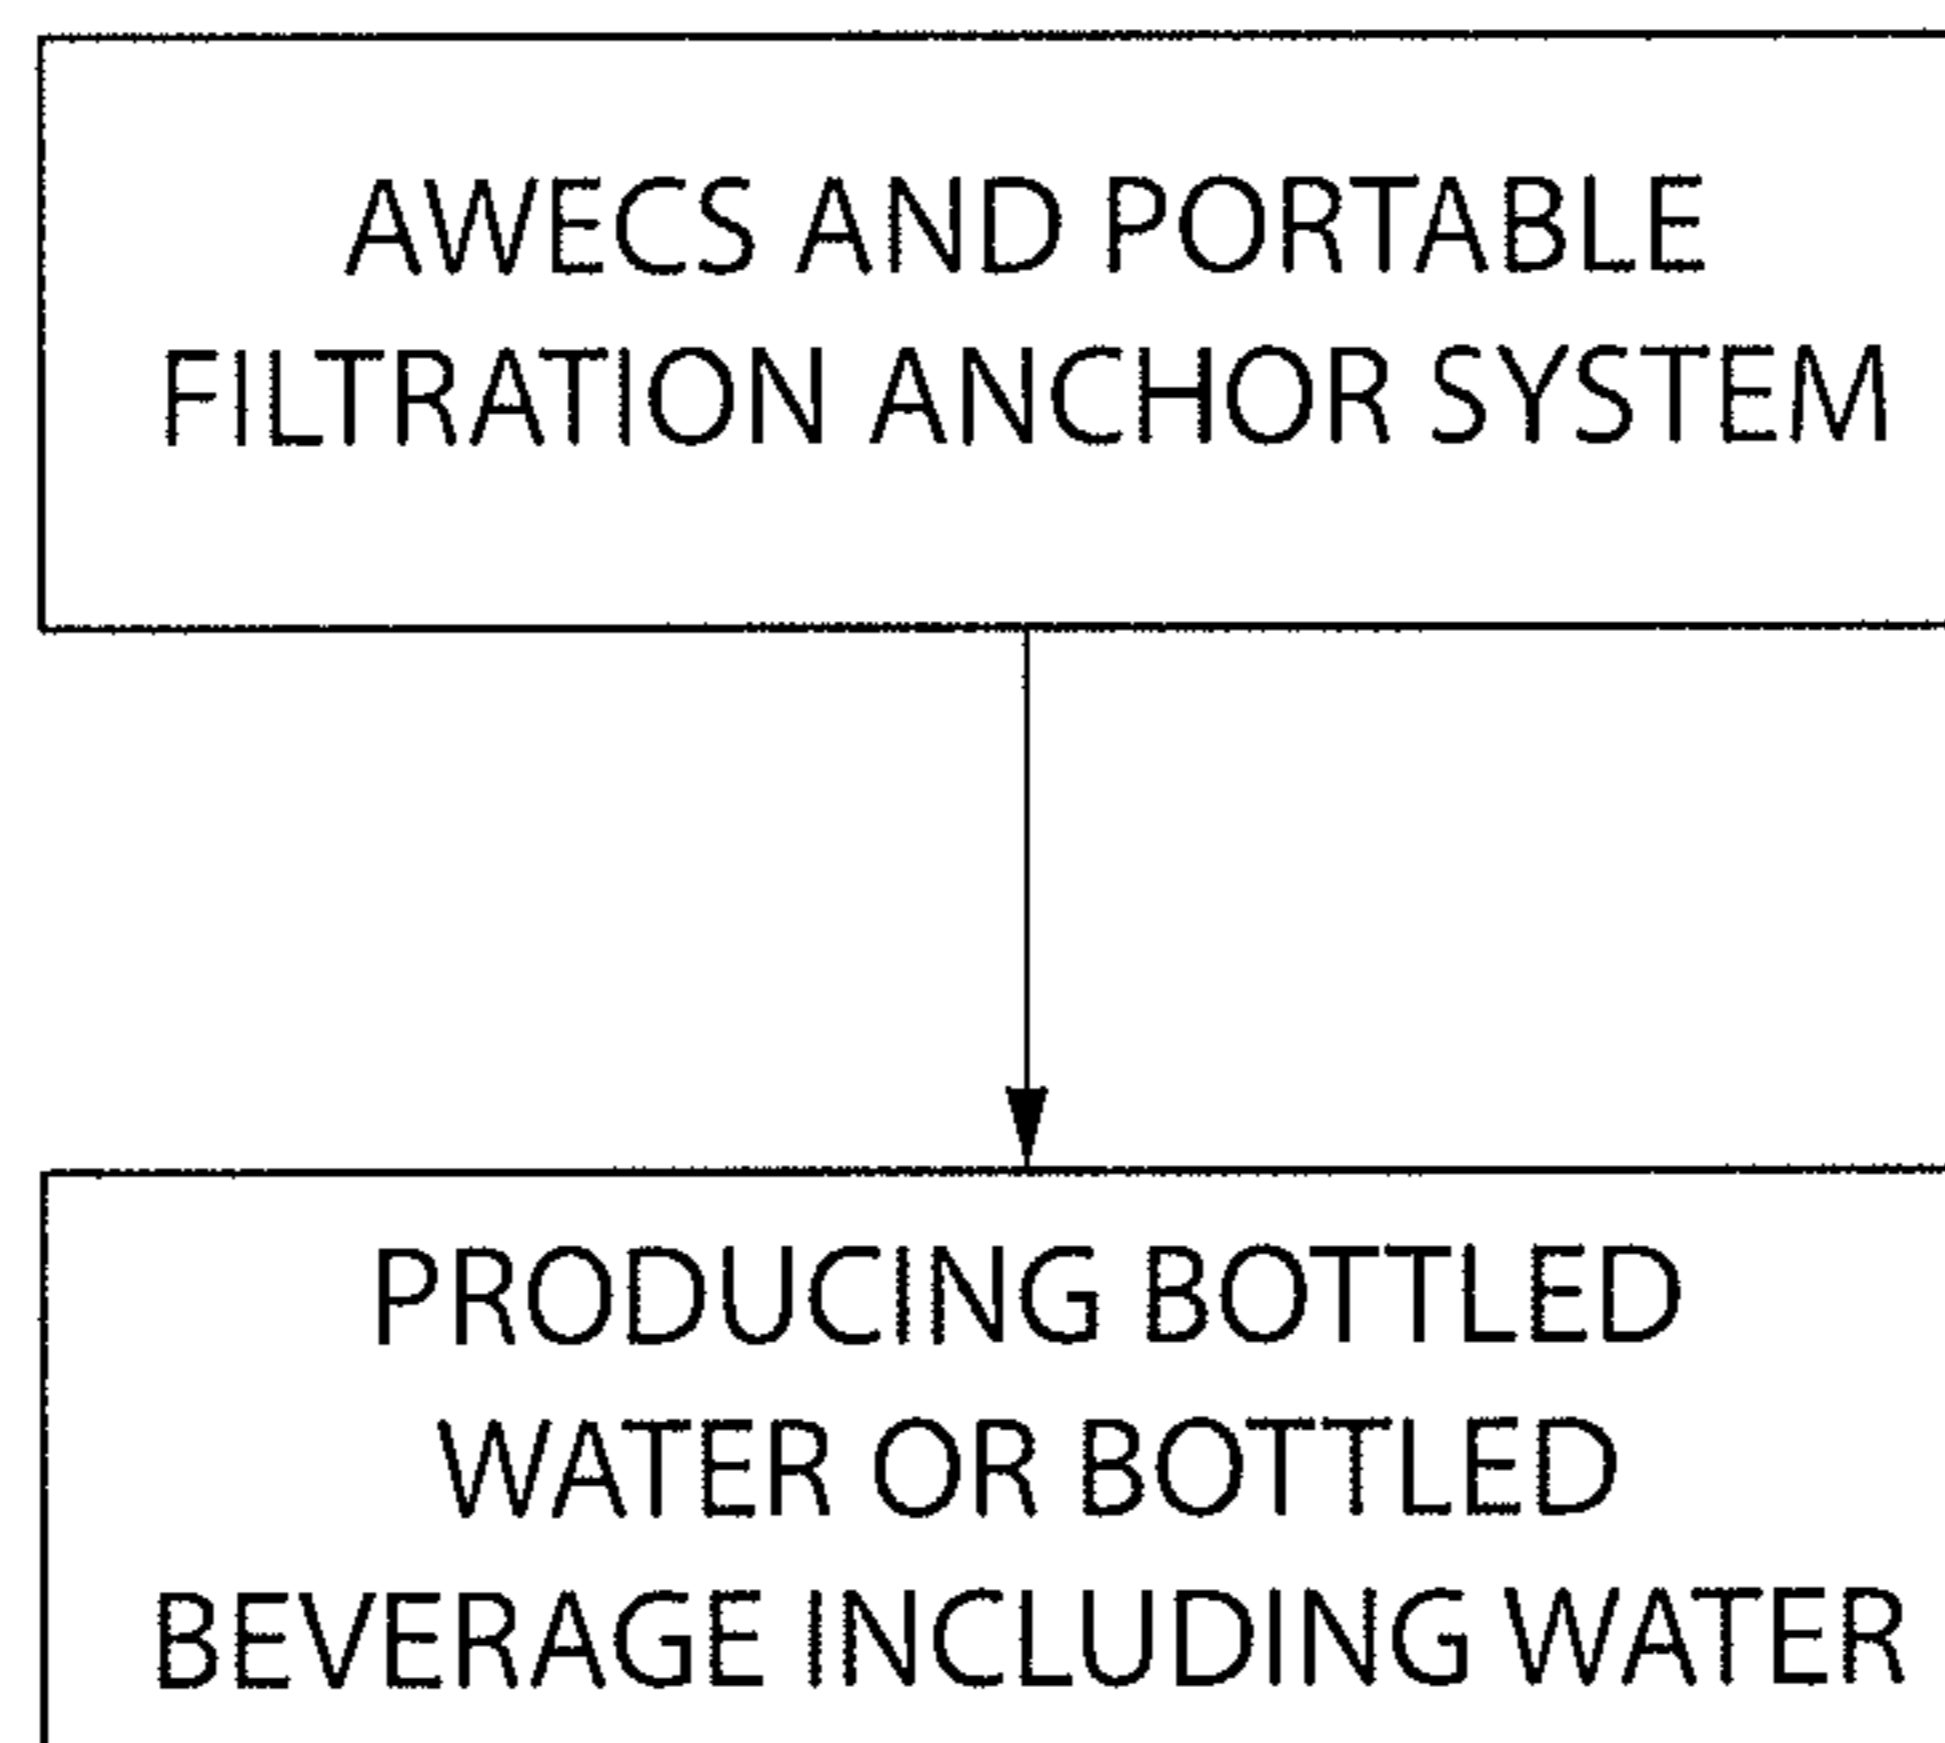 AWECS AND PORTABLE
FILTRATION ANCHOR SYSTEM
PRODUCING BOTTLED
WATER OR BOTTLED
BEVERAGE INCLUDING WATER